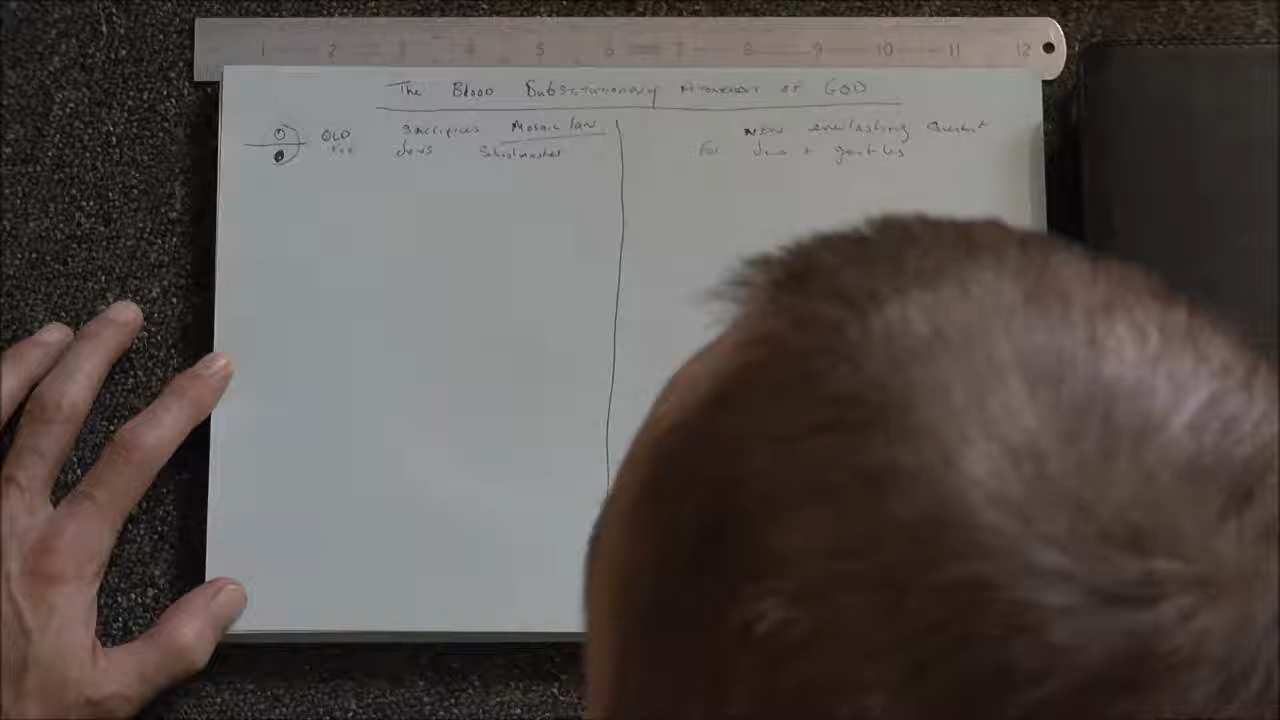 1 2 3 4 5 6 7 8 9 10 11 12
The Blood Substitutionary Atonement of GOD
OLD sacrifices Mosaic law
For Jews Schoolmaster
NEW everlasting covenant
For Jews + gentiles